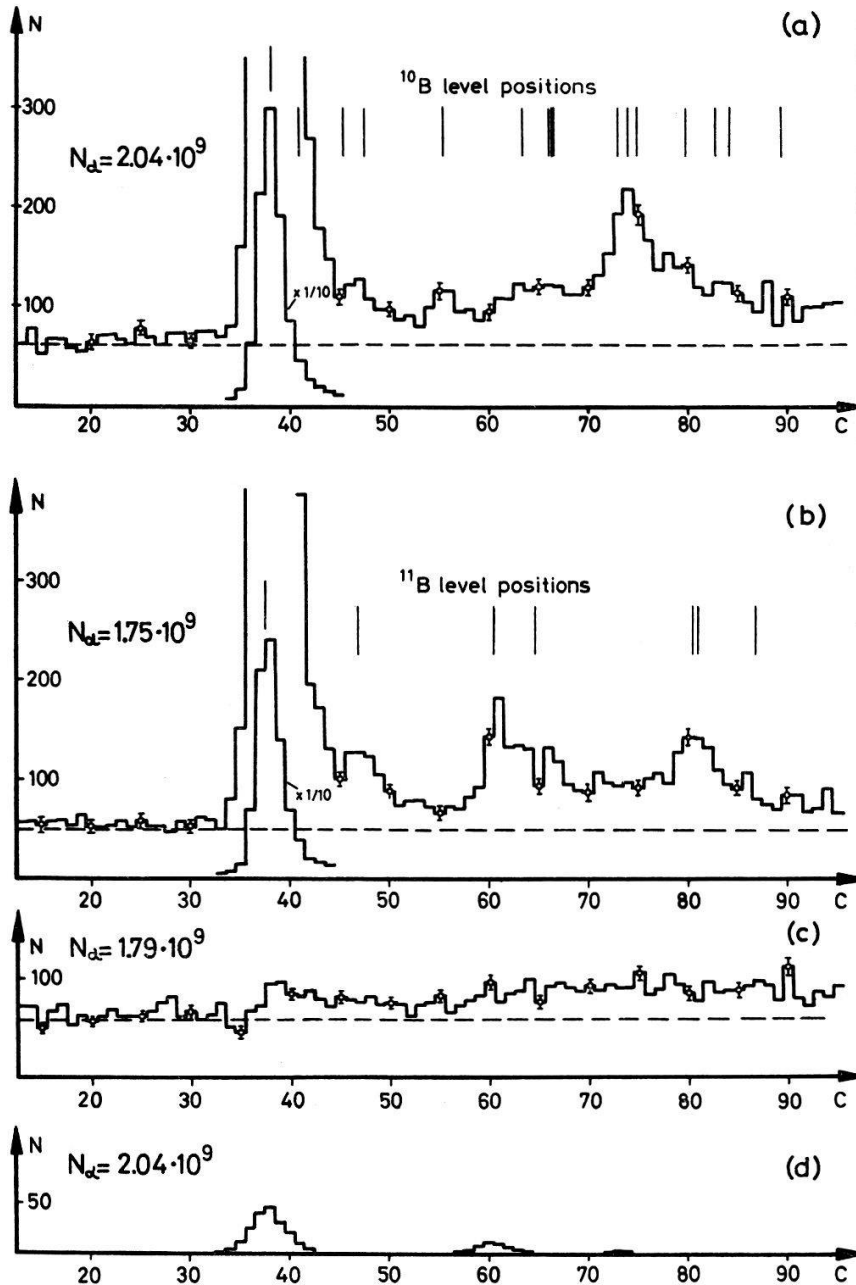 N
(a)
¹⁰B level positions
300
N_α=2.04·10⁹
200
x 1/10
100
20 30 40 50 60 70 80 90 C
N
(b)
300
¹¹B level positions
N_α=1.75·10⁹
200
100
x 1/10
20 30 40 50 60 70 80 90 C
N N_α=1.79·10⁹ (c)
100
20 30 40 50 60 70 80 90 C
N
N_α=2.04·10⁹ (d)
50
20 30 40 50 60 70 80 90 C